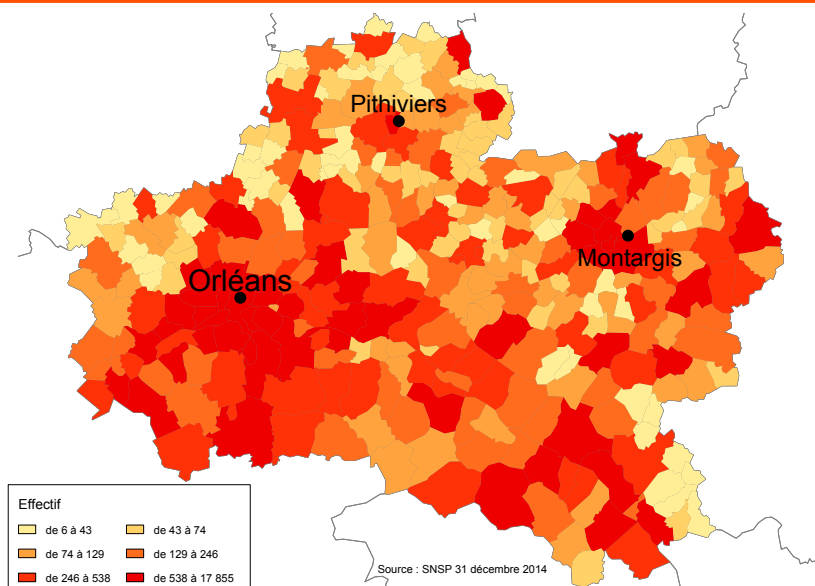 Pithiviers
Montargis
Orléans
Effectif
de 6 à 43
de 43 à 74
de 74 à 129
de 129 à 246
de 246 à 538
de 538 à 17 855
Source : SNSP 31 décembre 2014